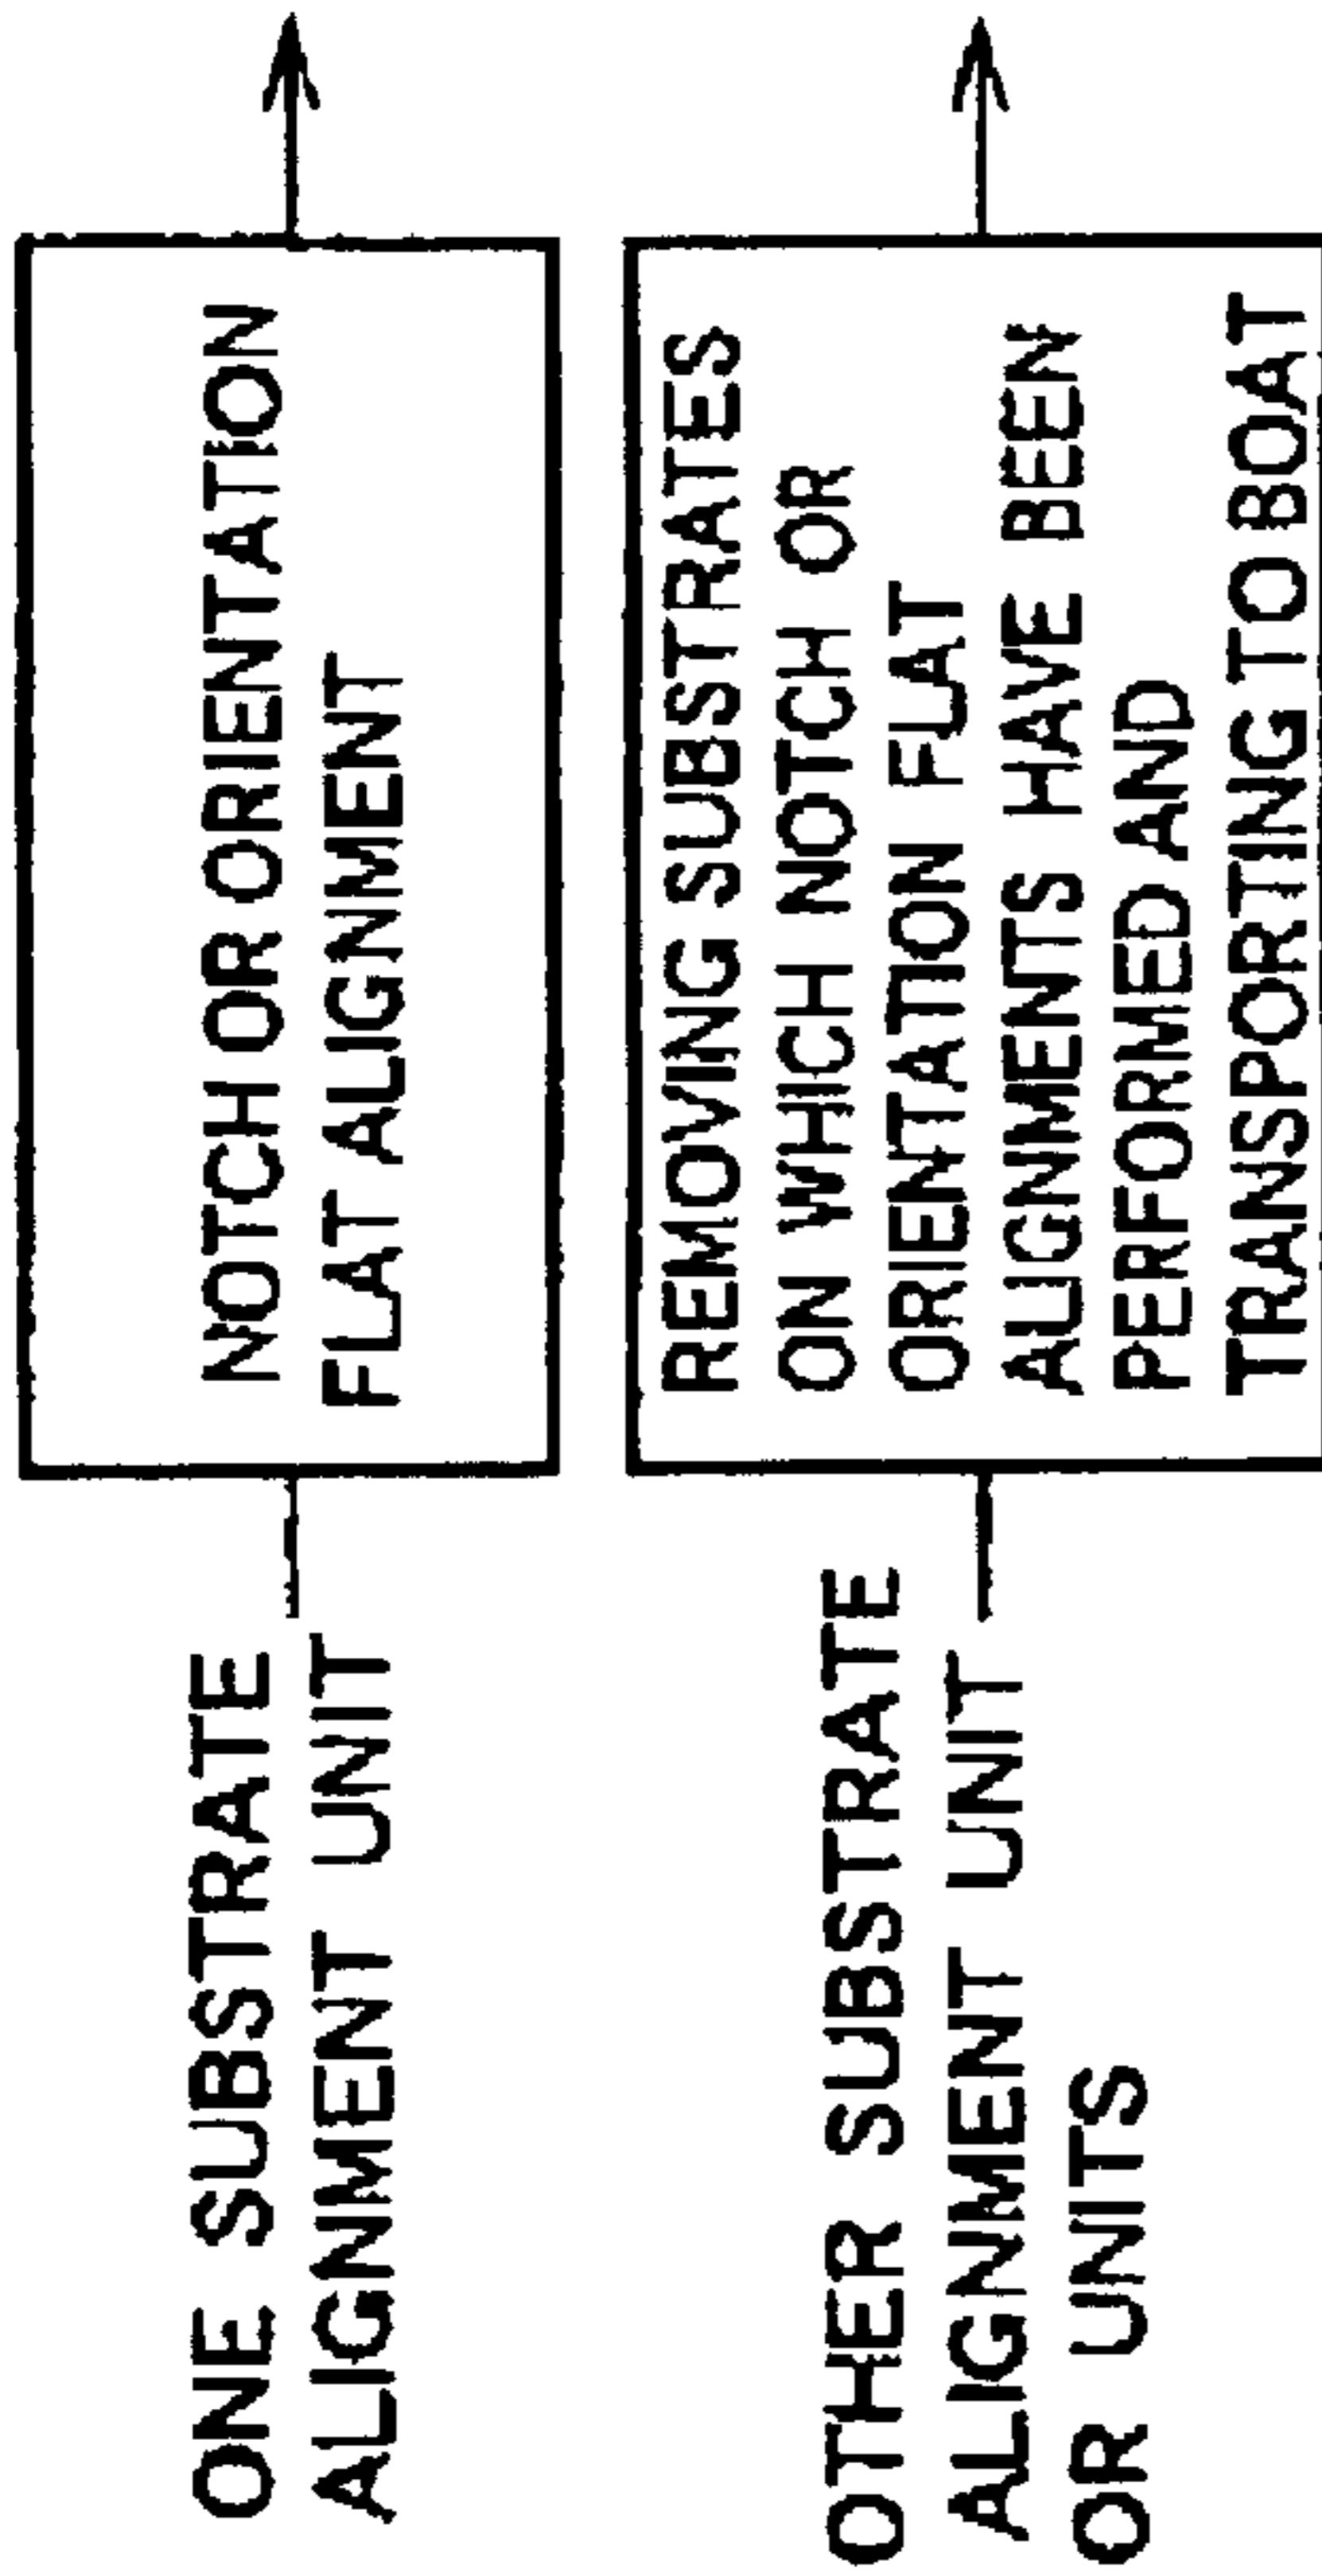 ONE SUBSTRATE
ALIGNMENT UNIT
NOTCH OR ORIENTATION
FLAT ALIGNMENT
OTHER SUBSTRATE
ALIGNMENT UNIT
OR UNITS
REMOVING SUBSTRATES
ON WHICH NOTCH OR
ORIENTATION FLAT
ALIGNMENTS HAVE BEEN
PERFORMED AND
TRANSPORTING TO BOAT